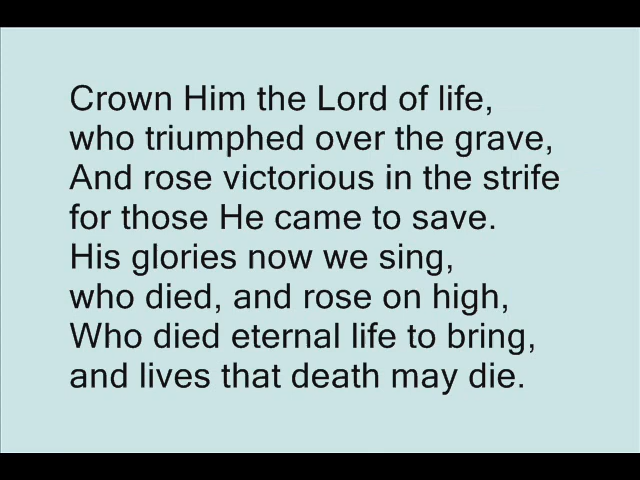 Crown Him the Lord of life,
who triumphed over the grave,
And rose victorious in the strife
for those He came to save.
His glories now we sing,
who died, and rose on high,
Who died eternal life to bring,
and lives that death may die.